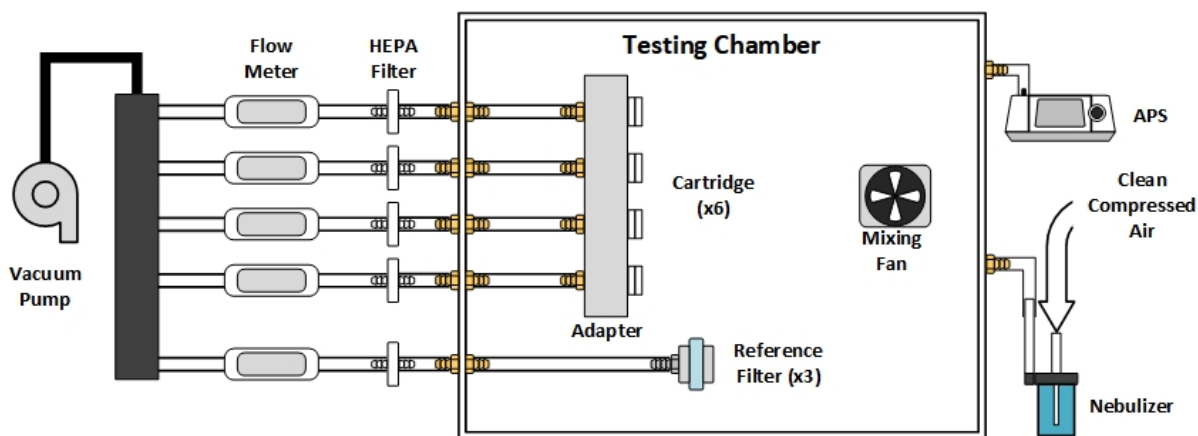 Testing Chamber
Flow
Meter
HEPA
Filter
APS
Cartridge
(x6)
Clean
Compressed
Air
Mixing
Fan
Vacuum
Pump
Adapter
Reference
Filter (x3)
Nebulizer